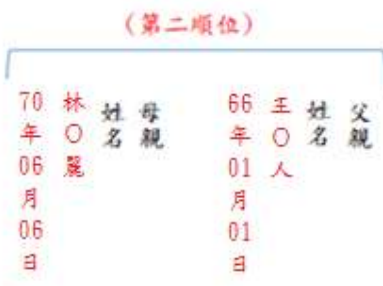 （第二順位）
父親
姓名
王○人
66年01月01日
母親
姓名
林○麗
70年06月06日